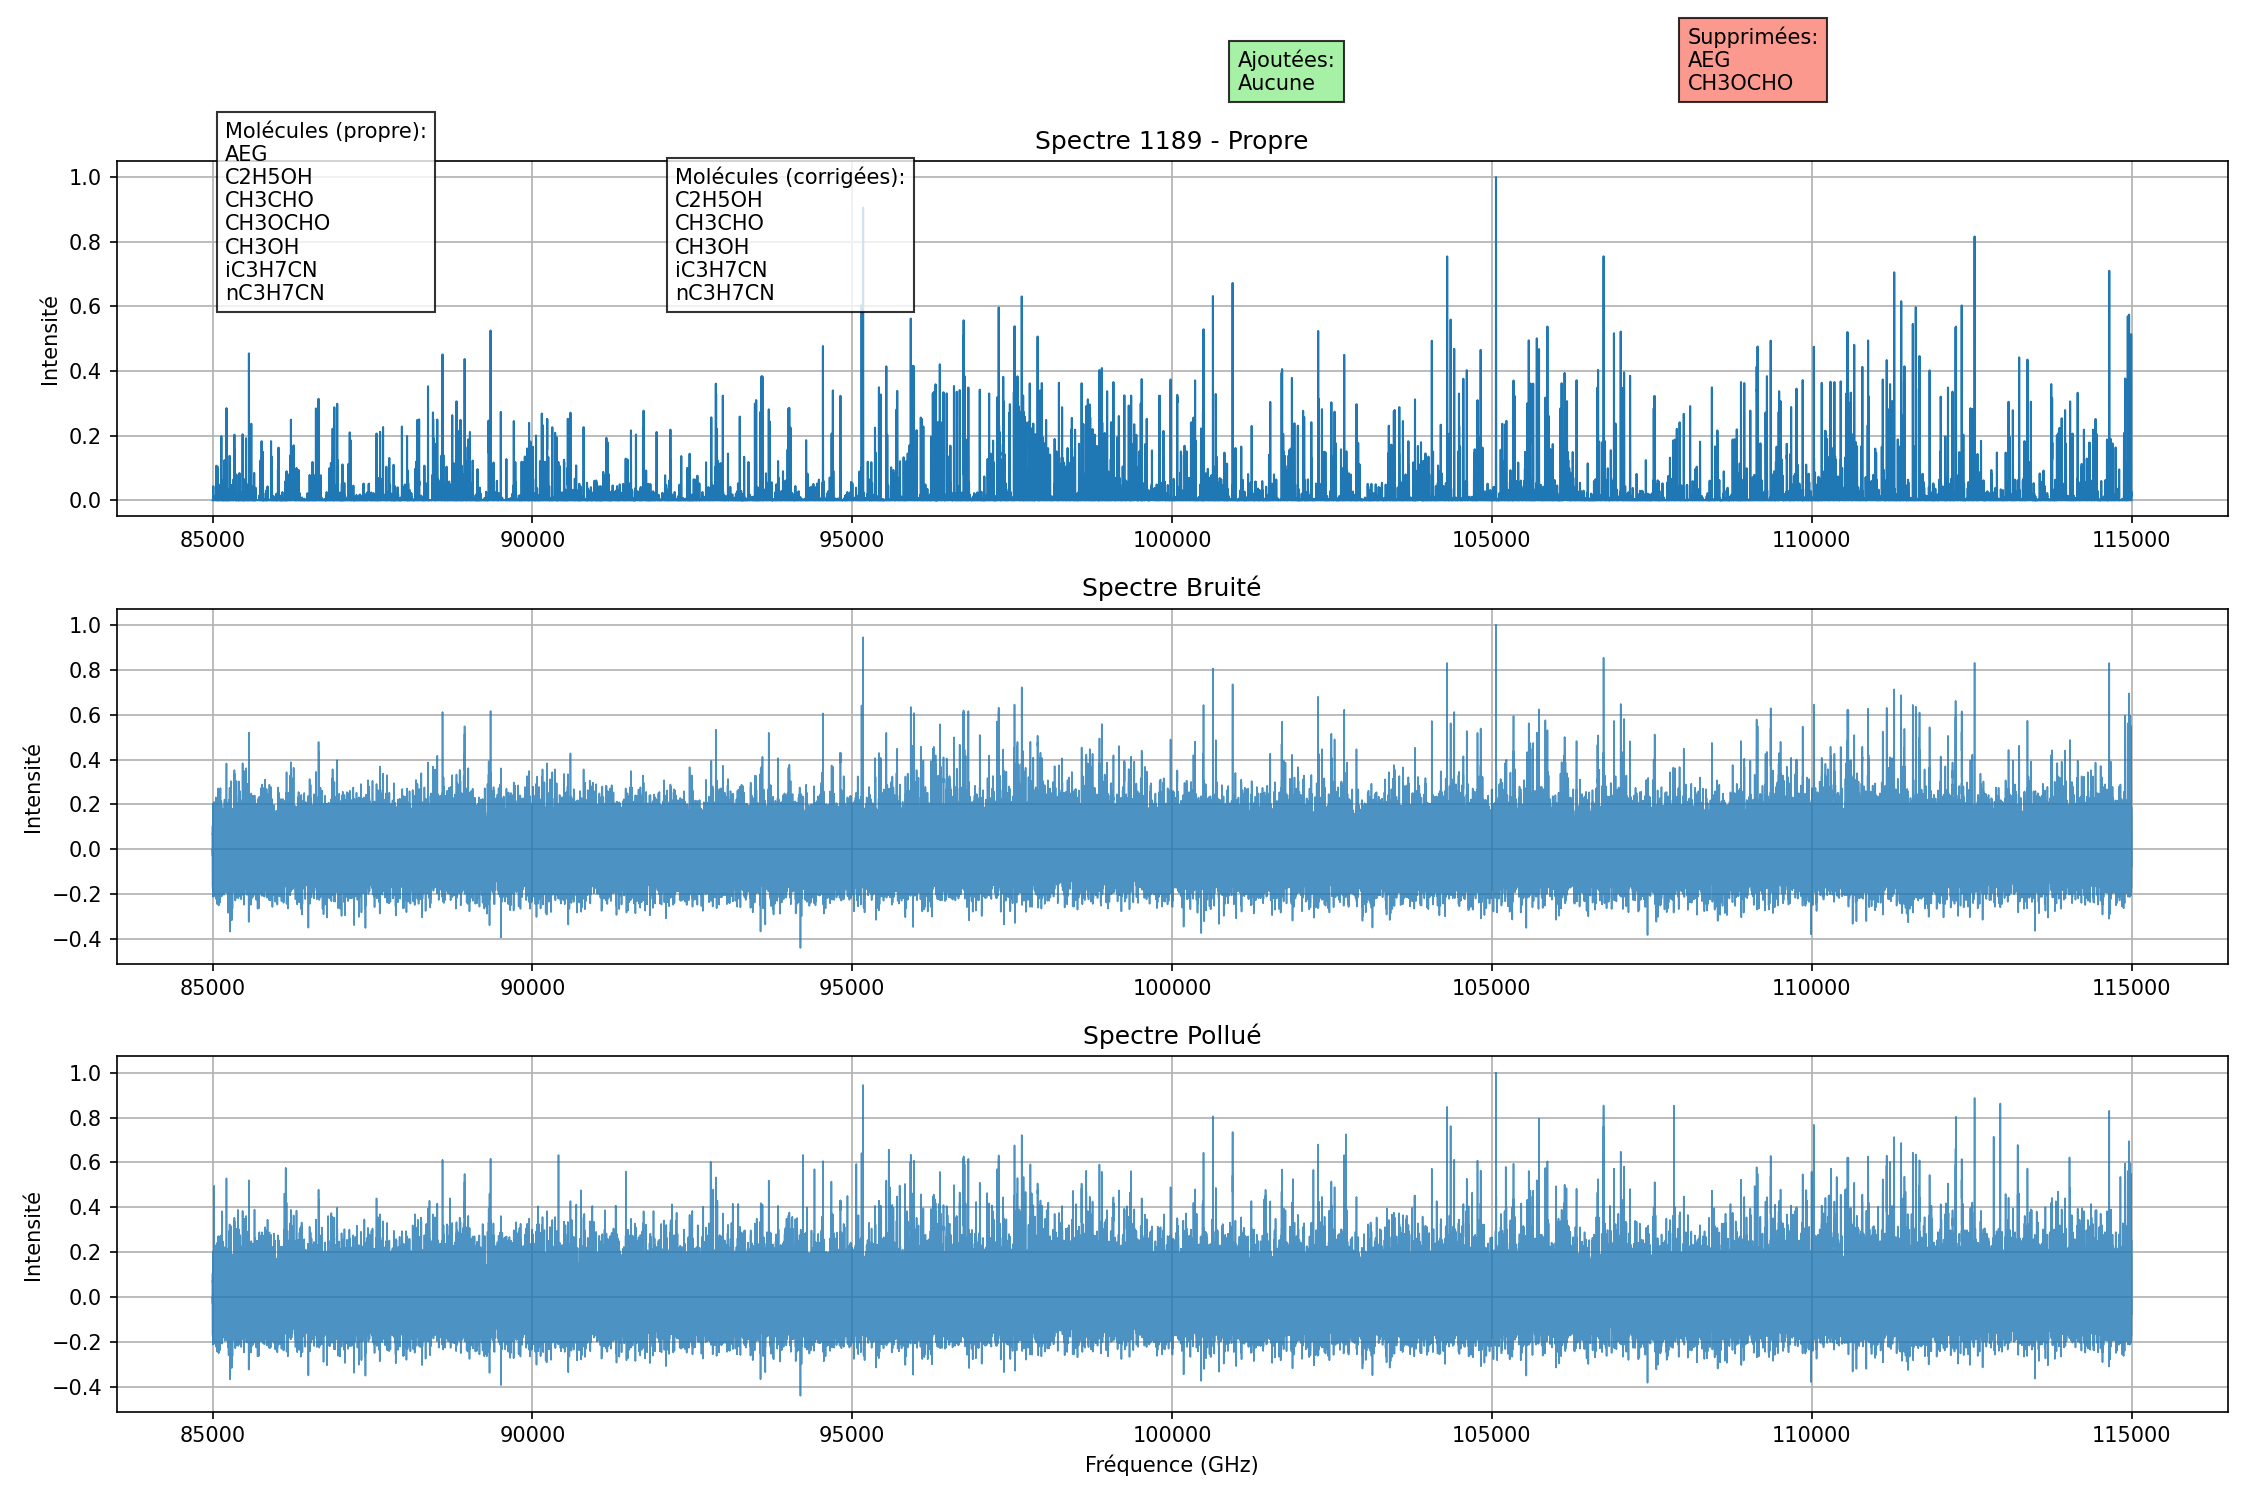 Ajoutées:
Aucune
Supprimées:
AEG
CH3OCHO
Molécules (propre):
AEG
C2H5OH
CH3CHO
CH3OCHO
CH3OH
iC3H7CN
nC3H7CN
Molécules (corrigées):
C2H5OH
CH3CHO
CH3OH
iC3H7CN
nC3H7CN
Spectre 1189 - Propre
Intensité
1.0
0.8
0.6
0.4
0.2
0.0
85000 90000 95000 100000 105000 110000 115000
Spectre Bruité
Intensité
1.0
0.8
0.6
0.4
0.2
0.0
−0.2
−0.4
85000 90000 95000 100000 105000 110000 115000
Spectre Pollué
Intensité
1.0
0.8
0.6
0.4
0.2
0.0
−0.2
−0.4
85000 90000 95000 100000 105000 110000 115000
Fréquence (GHz)